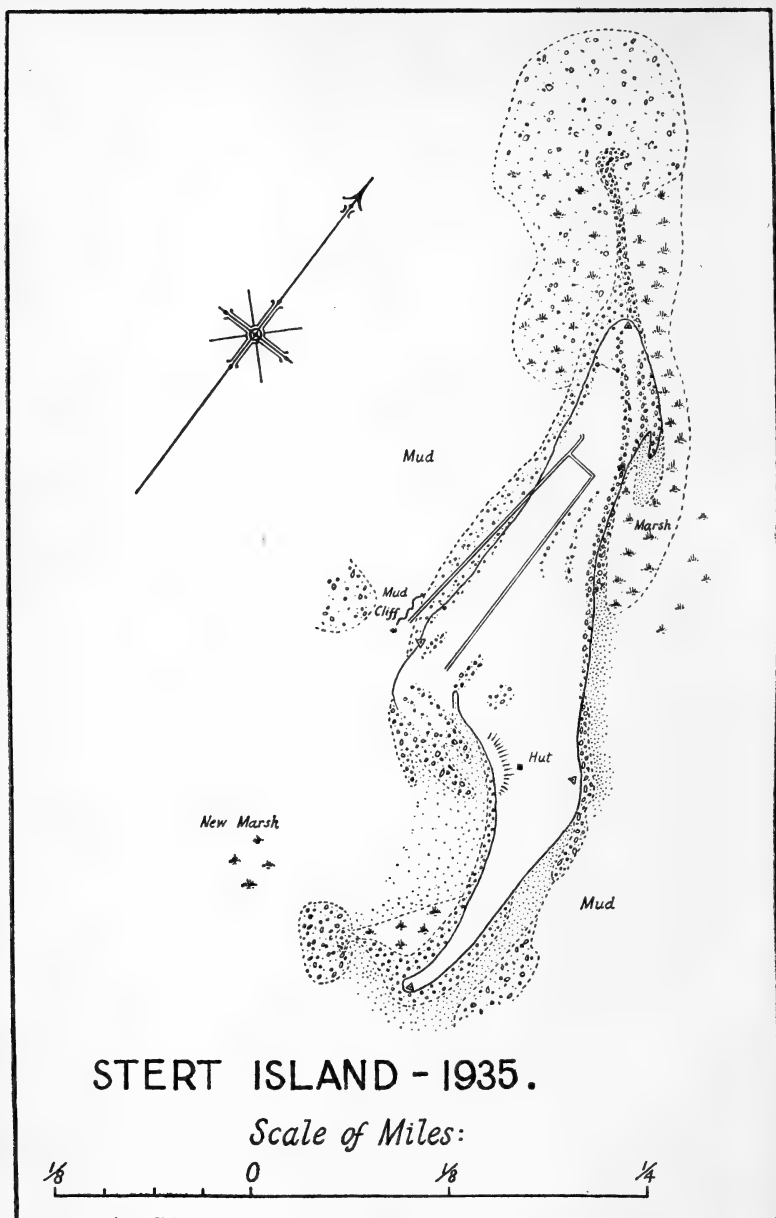 Mud
Mud
Cliff
Marsh
Hut
New Marsh
Mud
STERT ISLAND - 1935.
Scale of Miles:
⅛ 0 ⅛ ¼